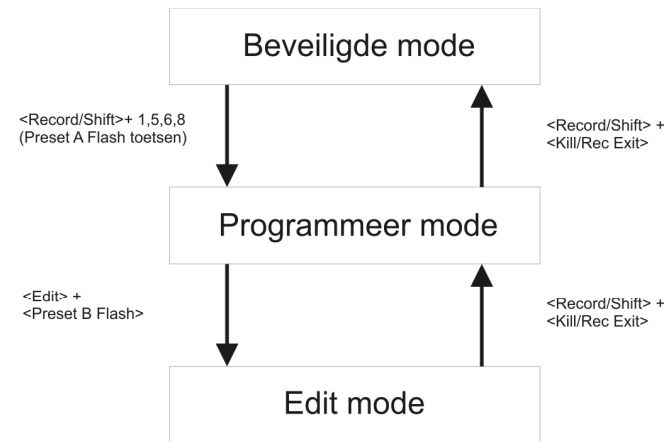 Beveiligde mode
<Record/Shift>+ 1,5,6,8
(Preset A Flash toetsen)
<Record/Shift> +
<Kill/Rec Exit>
Programmeer mode
<Edit> +
<Preset B Flash>
<Record/Shift> +
<Kill/Rec Exit>
Edit mode